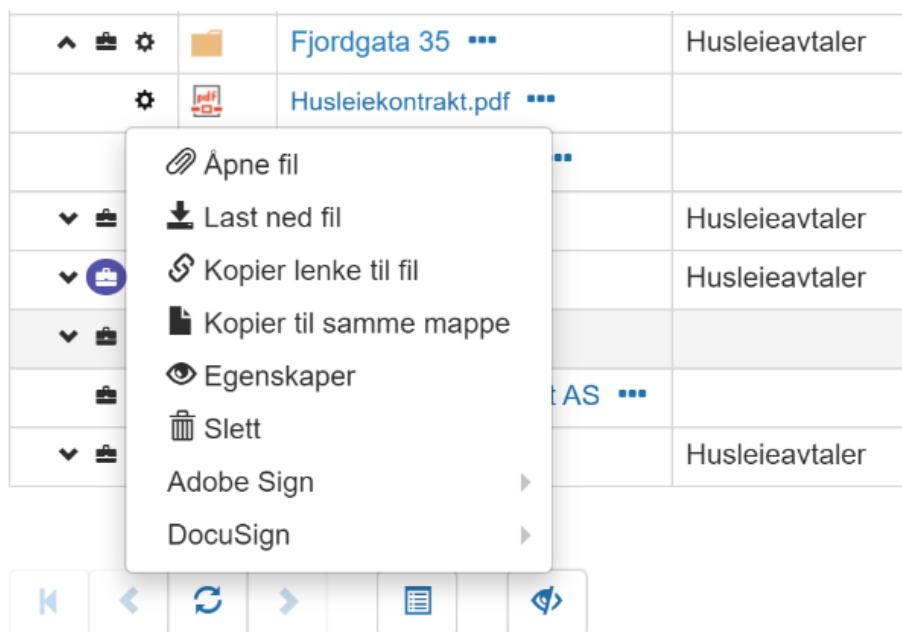 Fjordgata 35 Husleieavtaler
pdf Husleiekontrakt.pdf
Åpne fil
Last ned fil Husleieavtaler
Kopier lenke til fil Husleieavtaler
Kopier til samme mappe
Egenskaper
t AS
Slett
Husleieavtaler
Adobe Sign
DocuSign